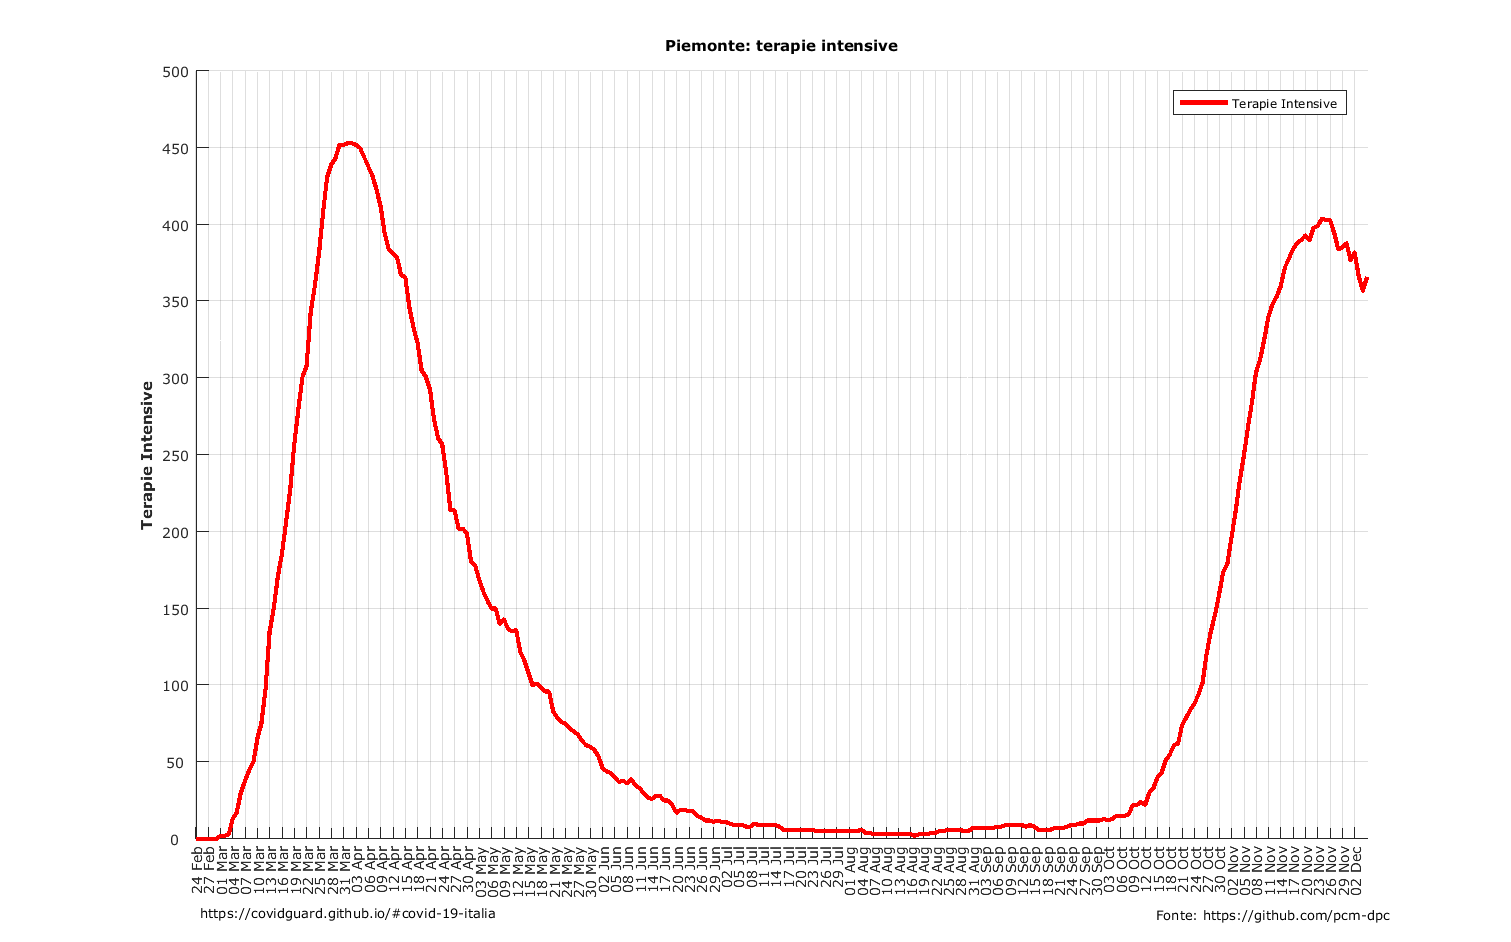 Piemonte: terapie intensive
Terapie Intensive
Terapie Intensive
500
450
400
350
300
250
200
150
100
50
0
24 Feb
27 Feb
01 Mar
04 Mar
07 Mar
10 Mar
13 Mar
16 Mar
19 Mar
22 Mar
25 Mar
28 Mar
31 Mar
03 Apr
06 Apr
09 Apr
12 Apr
15 Apr
18 Apr
21 Apr
24 Apr
27 Apr
30 Apr
03 May
06 May
09 May
12 May
15 May
18 May
21 May
24 May
27 May
30 May
02 Jun
05 Jun
08 Jun
11 Jun
14 Jun
17 Jun
20 Jun
23 Jun
26 Jun
29 Jun
02 Jul
05 Jul
08 Jul
11 Jul
14 Jul
17 Jul
20 Jul
23 Jul
26 Jul
29 Jul
01 Aug
04 Aug
07 Aug
10 Aug
13 Aug
16 Aug
19 Aug
22 Aug
25 Aug
28 Aug
31 Aug
03 Sep
06 Sep
09 Sep
12 Sep
15 Sep
18 Sep
21 Sep
24 Sep
27 Sep
30 Sep
03 Oct
06 Oct
09 Oct
12 Oct
15 Oct
18 Oct
21 Oct
24 Oct
27 Oct
30 Oct
02 Nov
05 Nov
08 Nov
11 Nov
14 Nov
17 Nov
20 Nov
23 Nov
26 Nov
29 Nov
02 Dec
https://covidguard.github.io/#covid-19-italia
Fonte: https://github.com/pcm-dpc